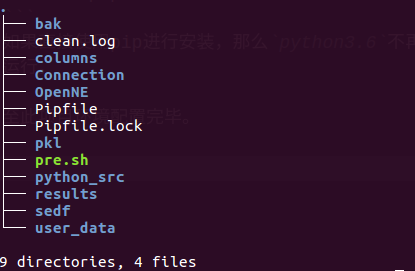 .
├── bak
├── clean.log
├── columns
├── Connection
├── OpenNE
├── Pipfile
├── Pipfile.lock
├── pkl
├── pre.sh
├── python_src
├── results
├── sedf
└── user_data
9 directories, 4 files